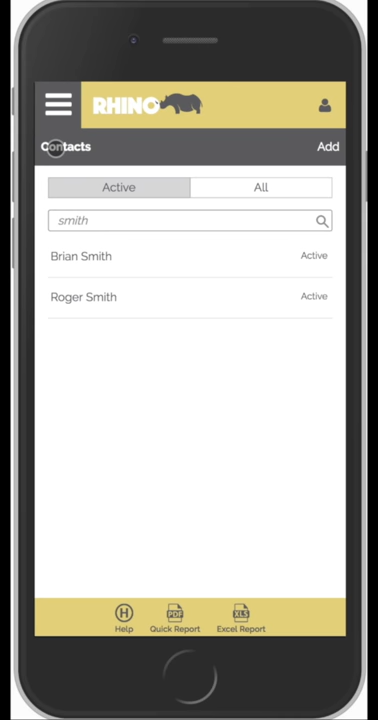 RHINO
Contacts Add
Active All
smith
Brian Smith Active
Roger Smith Active
H PDF XLS
Help Quick Report Excel Report